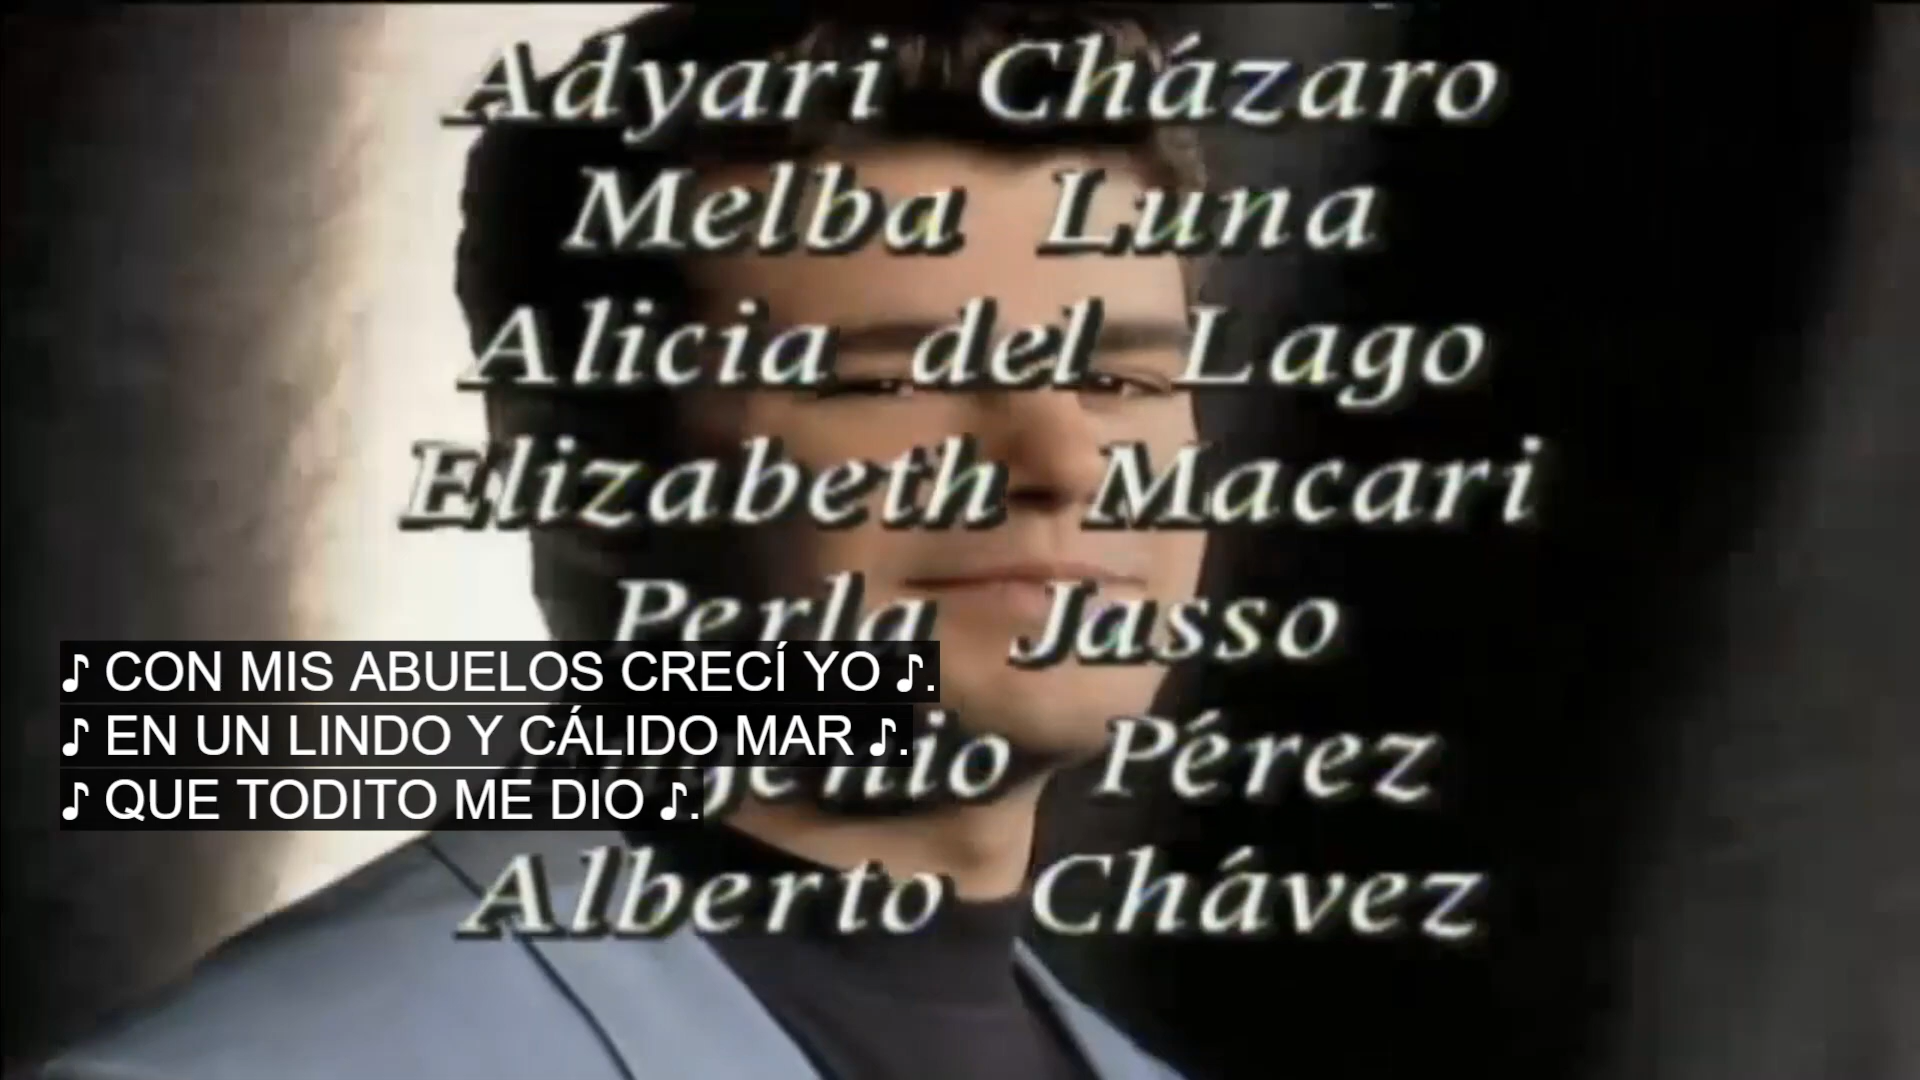 Adyari Cházaro
Melba Luna
Alicia del Lago
Elizabeth Macari
Perla Jasso
♪ CON MIS ABUELOS CRECÍ YO ♪.
♪ EN UN LINDO Y CÁLIDO MAR ♪.
♪ QUE TODITO ME DIO ♪.
Pérez
Alberto Chávez